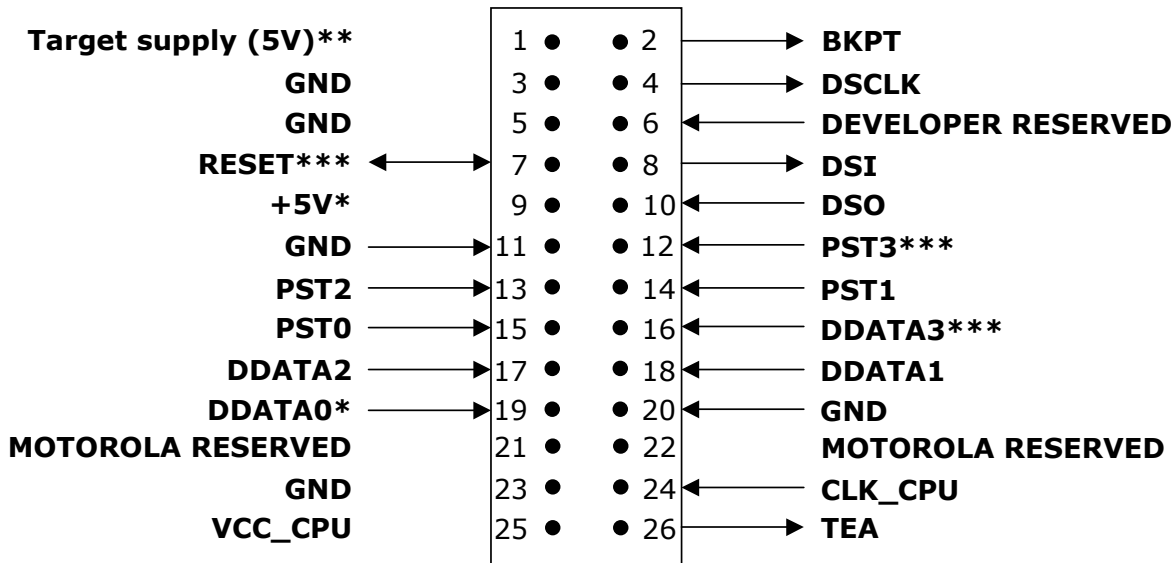 Target supply (5V)** 1 2 BKPT
GND 3 4 DSCLK
GND 5 6 DEVELOPER RESERVED
RESET*** 7 8 DSI
+5V* 9 10 DSO
GND 11 12 PST3***
PST2 13 14 PST1
PST0 15 16 DDATA3***
DDATA2 17 18 DDATA1
DDATA0* 19 20 GND
MOTOROLA RESERVED 21 22 MOTOROLA RESERVED
GND 23 24 CLK_CPU
VCC_CPU 25 26 TEA